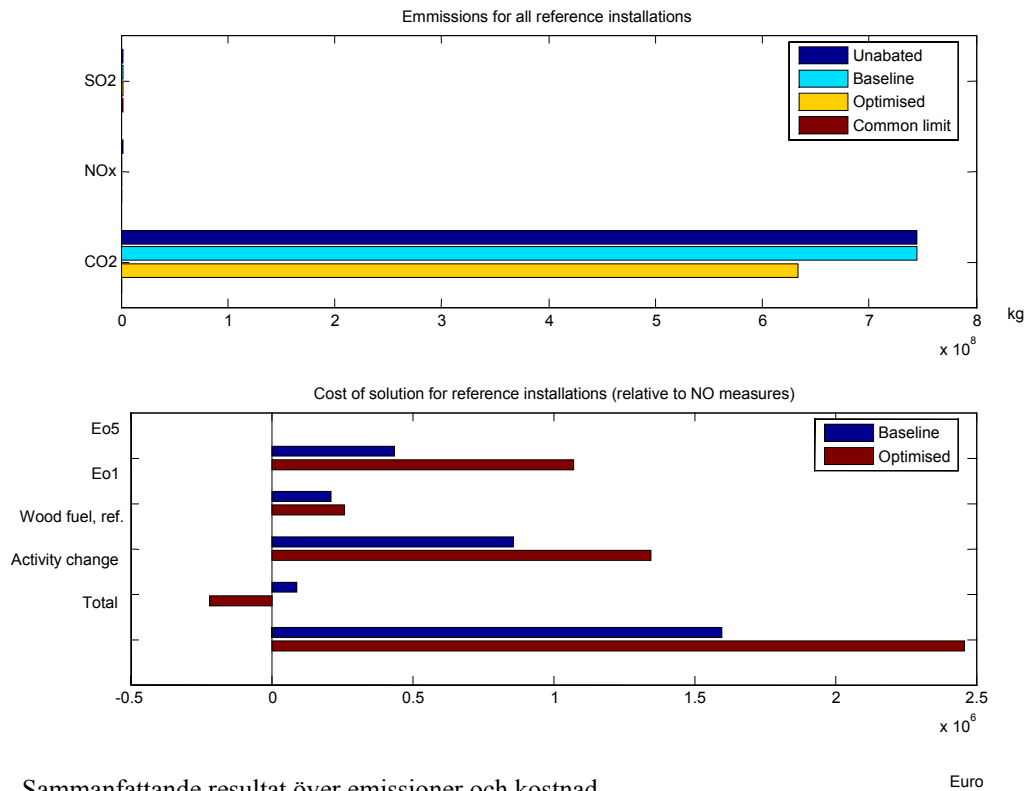 Emmissions for all reference installations
Unabated
Baseline
Optimised
Common limit
SO2
NOx
CO2
0 1 2 3 4 5 6 7 8
kg
x 10^8
Cost of solution for reference installations (relative to NO measures)
Baseline
Optimised
Eo5
Eo1
Wood fuel, ref.
Activity change
Total
-0.5 0 0.5 1 1.5 2 2.5
x 10^6
Euro
Sammanfattande resultat över emissioner och kostnad